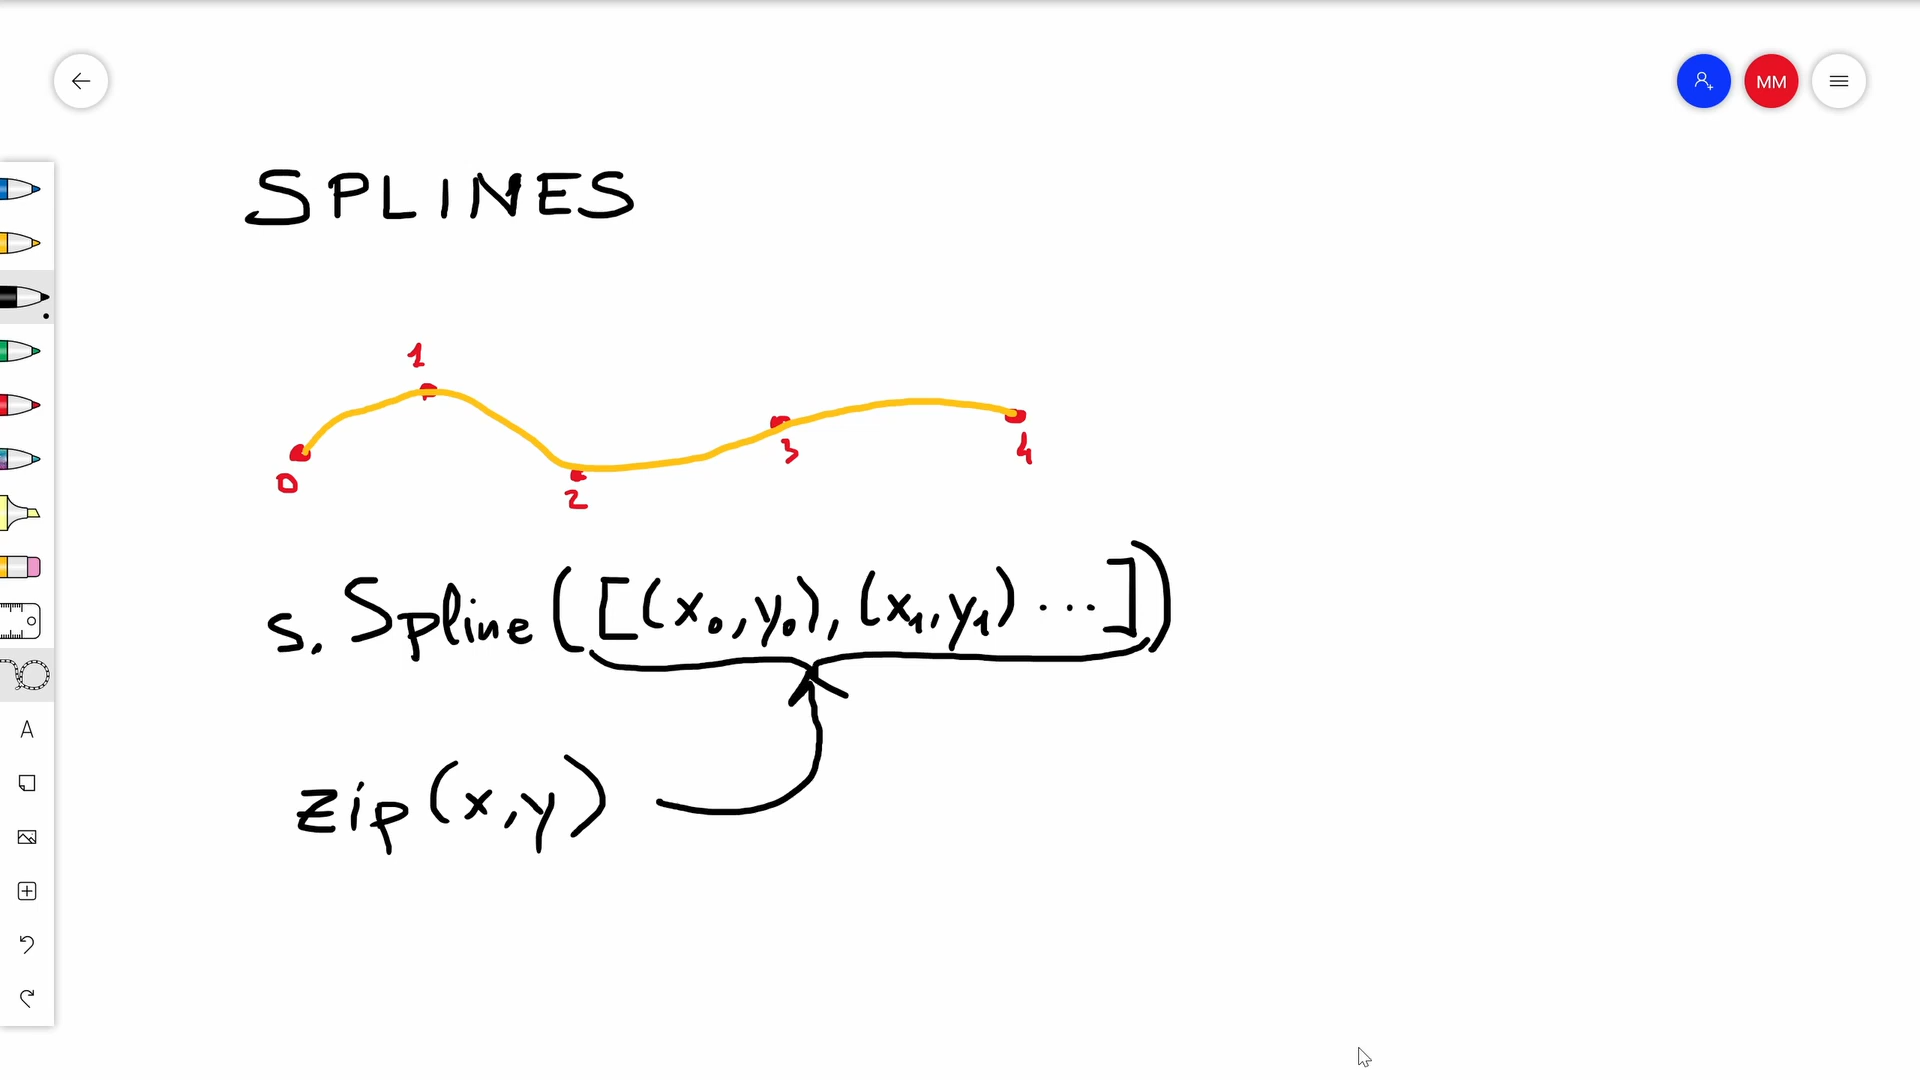 MM
SPLINES
1
0 2 3 4
s. Spline([(x₀,y₀),(x₁,y₁)...])
zip(x,y)
A